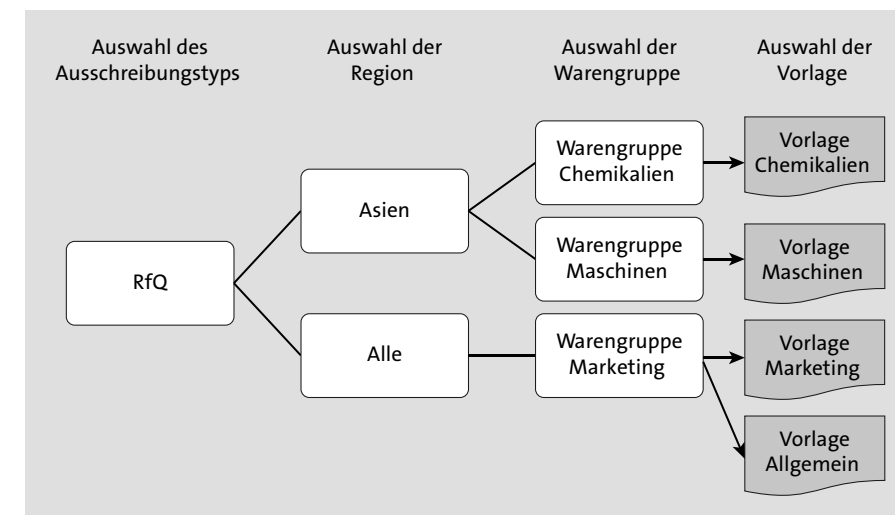 Auswahl des
Ausschreibungstyps
Auswahl der
Region
Auswahl der
Warengruppe
Auswahl der
Vorlage
RfQ
Asien
Alle
Warengruppe
Chemikalien
Warengruppe
Maschinen
Warengruppe
Marketing
Vorlage
Chemikalien
Vorlage
Maschinen
Vorlage
Marketing
Vorlage
Allgemein